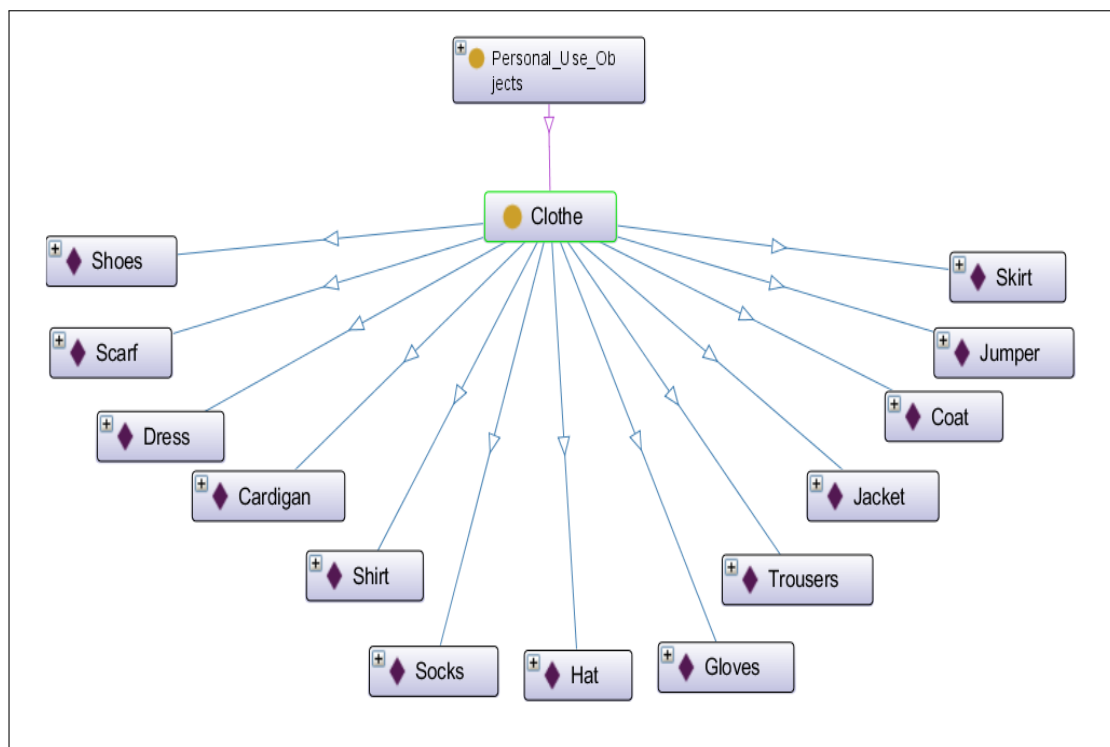 Personal_Use_Ob
jects
Clothe
Shoes
Skirt
Scarf
Jumper
Dress
Coat
Cardigan
Jacket
Shirt
Trousers
Socks
Hat
Gloves